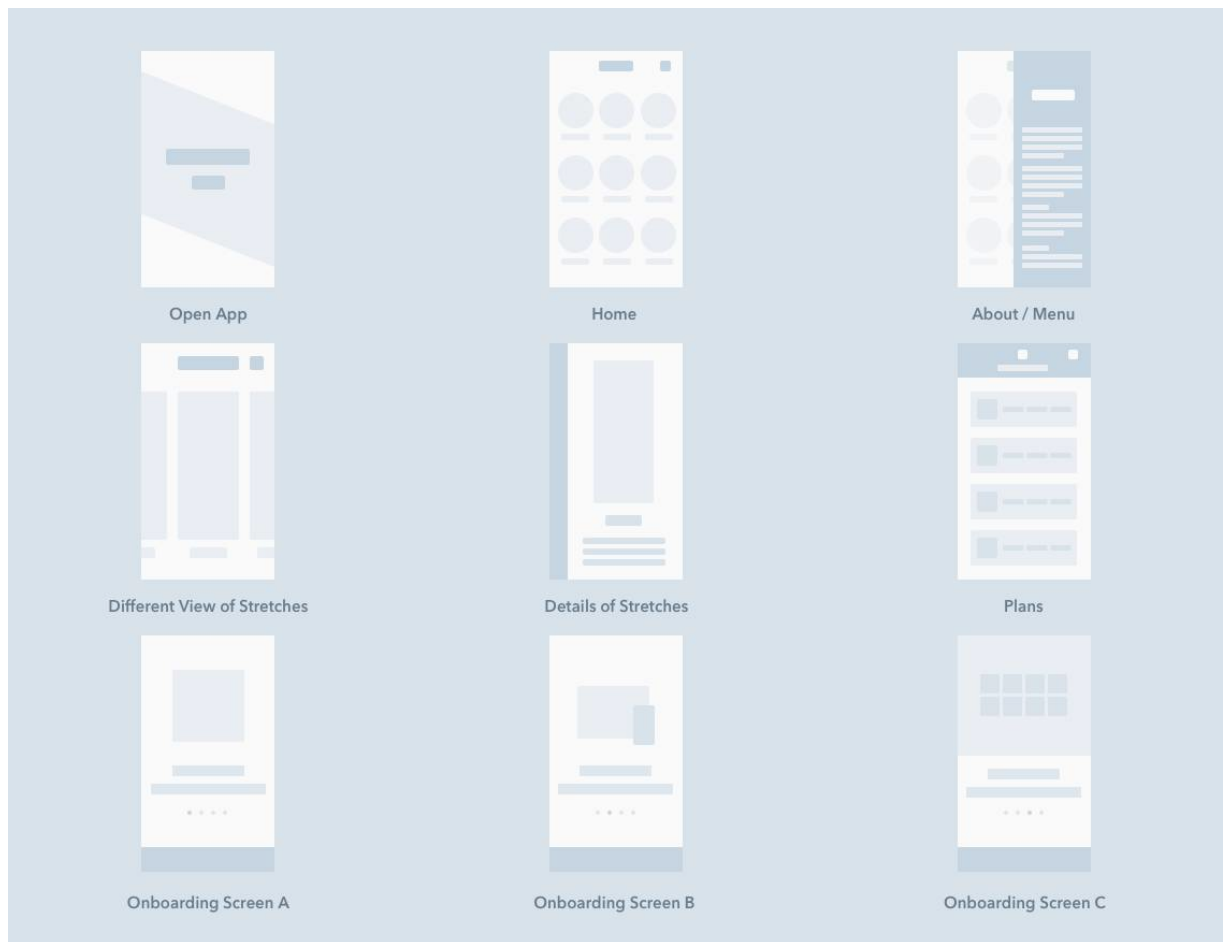 Open App
Home
About / Menu
Different View of Stretches
Details of Stretches
Plans
Onboarding Screen A
Onboarding Screen B
Onboarding Screen C